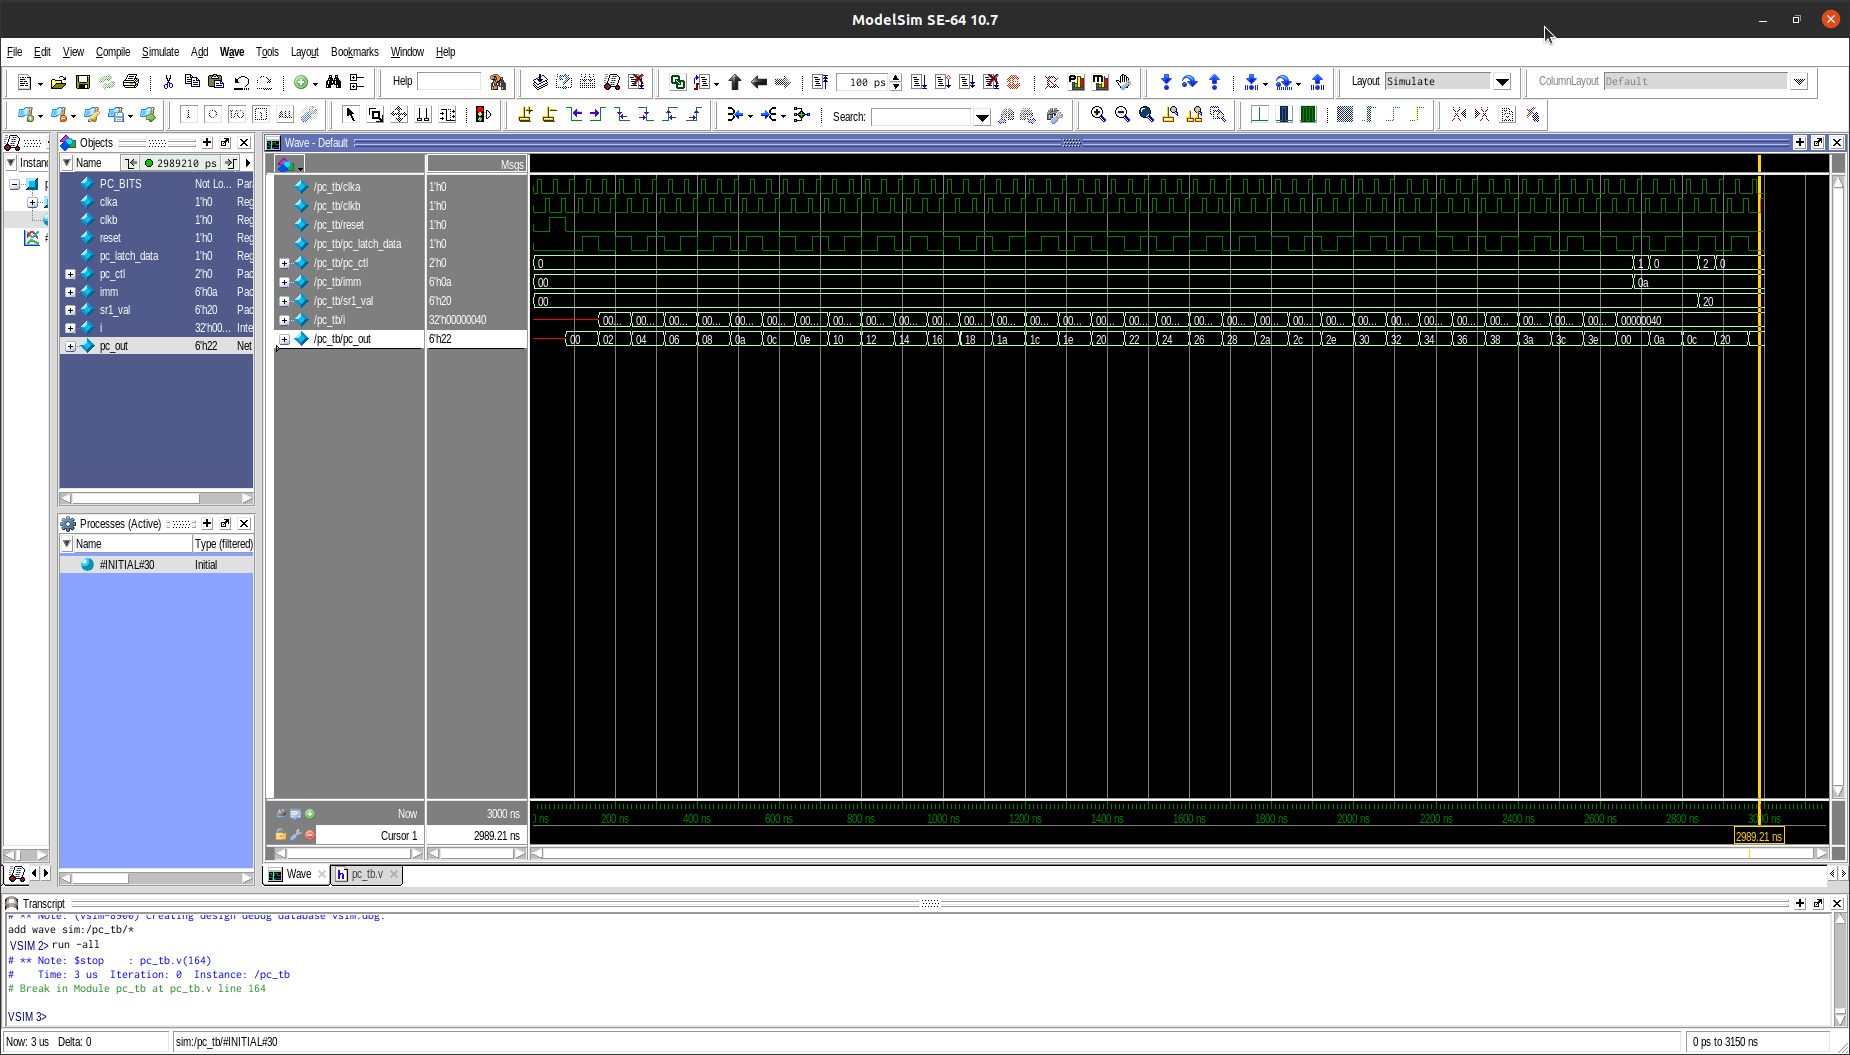 ModelSim SE-64 10.7
File Edit View Compile Simulate Add Wave Tools Layout Bookmarks Window Help
Help
100 ps
Layout Simulate
ColumnLayout Default
Search:
Instanc
Objects
Name 2989210 ps
PC_BITS Not Lo... Par
clka 1'h0 Reg
clkb 1'h0 Reg
reset 1'h0 Reg
pc_latch_data 1'h0 Reg
pc_ctl 2'h0 Pac
imm 6'h0a Pac
sr1_val 6'h20 Pac
i 32'h00... Inte
pc_out 6'h22 Net
Processes (Active)
Name Type (filtered)
#INITIAL#30 Initial
Wave - Default
Msgs
/pc_tb/clka 1'h0
/pc_tb/clkb 1'h0
/pc_tb/reset 1'h0
/pc_tb/pc_latch_data 1'h0
/pc_tb/pc_ctl 2'h0 0 1 0 2 0
/pc_tb/imm 6'h0a 00 0a
/pc_tb/sr1_val 6'h20 00 20
/pc_tb/i 32'h00000040 00... 00... 00... 00... 00... 00... 00... 00... 00... 00... 00... 00... 00... 00... 00... 00... 00... 00... 00... 00... 00... 00... 00... 00... 00... 00... 00... 00... 00... 00... 00... 00000040
/pc_tb/pc_out 6'h22 00 02 04 06 08 0a 0c 0e 10 12 14 16 18 1a 1c 1e 20 22 24 26 28 2a 2c 2e 30 32 34 36 38 3a 3c 3e 00 0a 0c 20
Now 3000 ns
200 ns 400 ns 600 ns 800 ns 1000 ns 1200 ns 1400 ns 1600 ns 1800 ns 2000 ns 2200 ns 2400 ns 2600 ns 2800 ns
Cursor 1 2989.21 ns
2989.21 ns
Wave pc_tb.v
Transcript
# ** Note: (vsim-8900) Creating design debug database vsim.dbg.
add wave sim:/pc_tb/*
VSIM 2> run -all
# ** Note: $stop : pc_tb.v(164)
# Time: 3 us Iteration: 0 Instance: /pc_tb
# Break in Module pc_tb at pc_tb.v line 164
VSIM 3>
Now: 3 us Delta: 0
sim:/pc_tb/#INITIAL#30
0 ps to 3150 ns